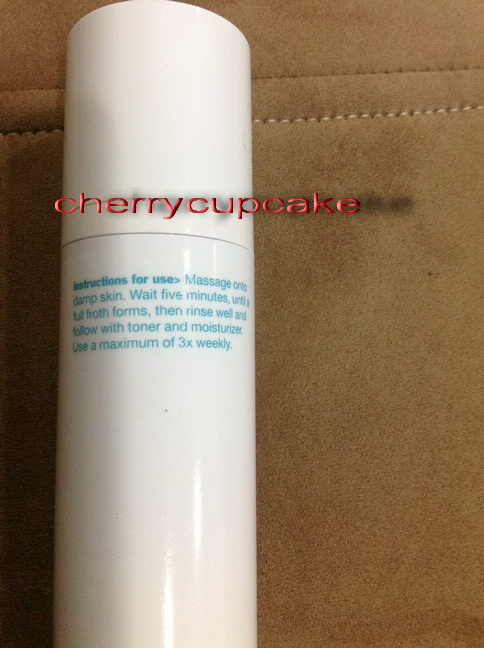 cherrycupcake
instructions for use> Massage onto
damp skin. Wait five minutes, until a
full froth forms, then rinse well and
follow with toner and moisturizer.
Use a maximum of 3x weekly.